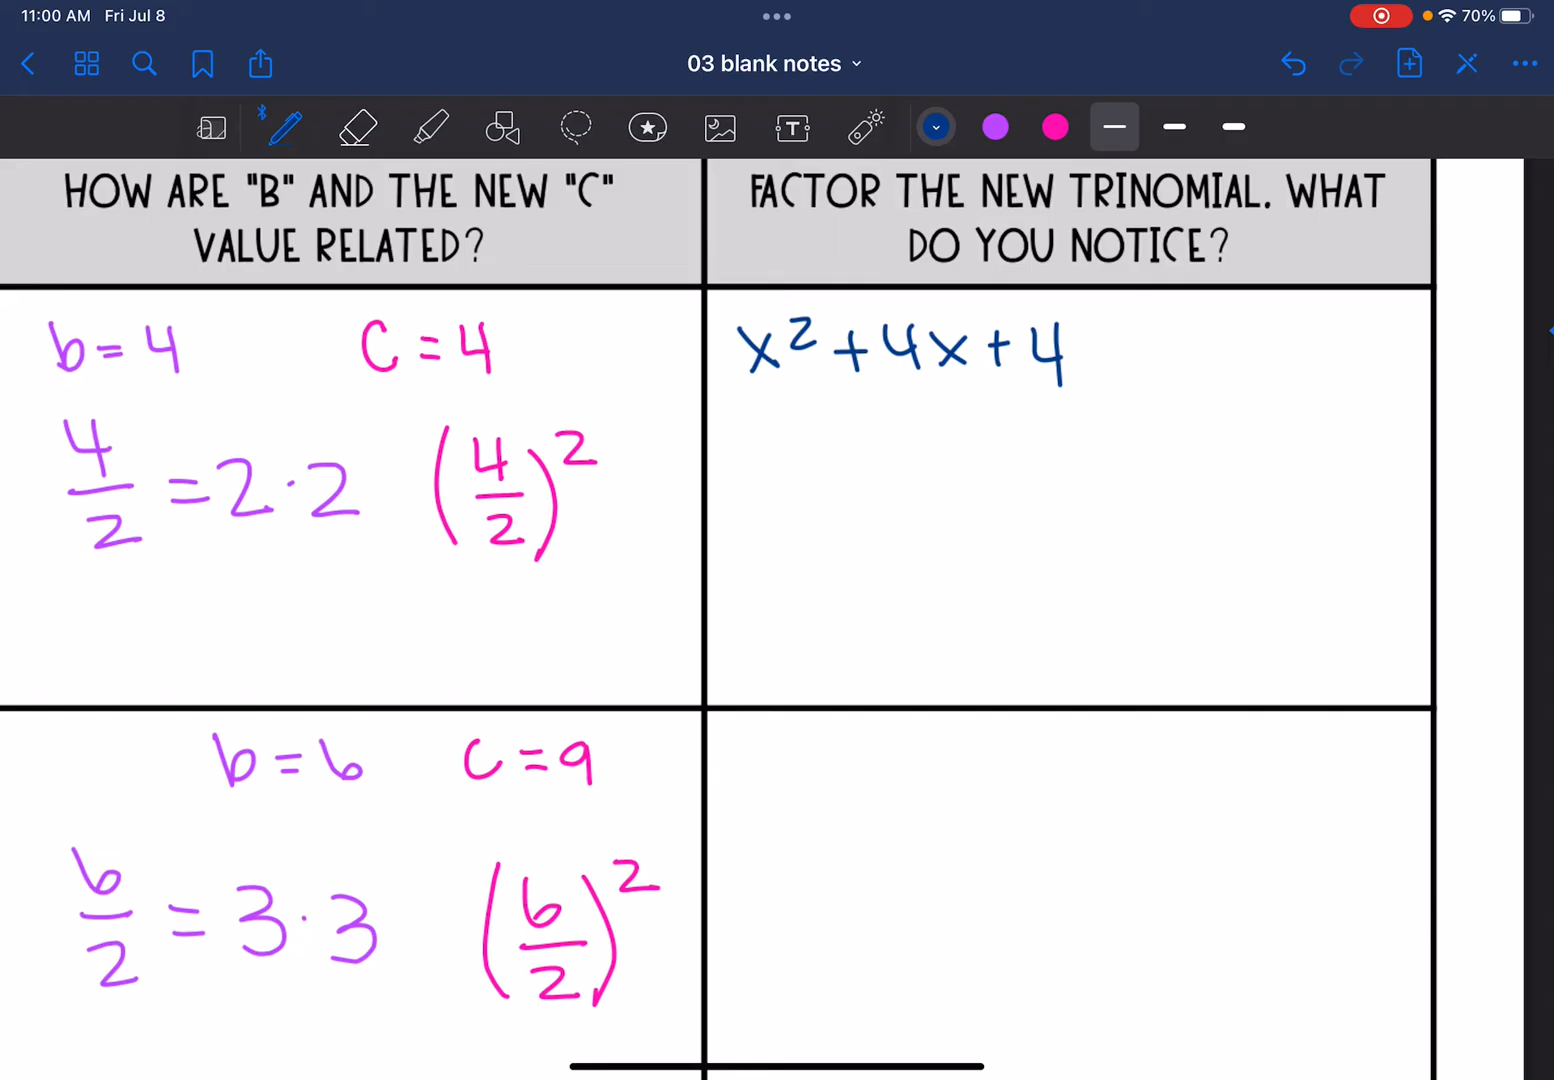 11:00 AM Fri Jul 8
70%
03 blank notes
T
HOW ARE "B" AND THE NEW "C"
VALUE RELATED?
FACTOR THE NEW TRINOMIAL. WHAT
DO YOU NOTICE?
b = 4 C = 4
4/2 = 2 · 2 (4/2)²
x² + 4x + 4
b = 6 C = 9
6/2 = 3 · 3 (6/2)²